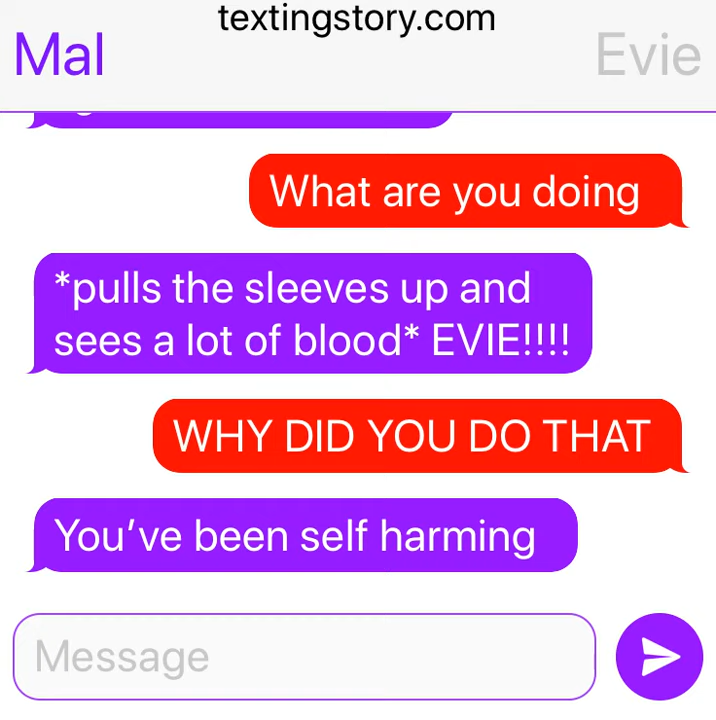 textingstory.com
Mal
Evie
What are you doing
*pulls the sleeves up and
sees a lot of blood* EVIE!!!!
WHY DID YOU DO THAT
You’ve been self harming
Message